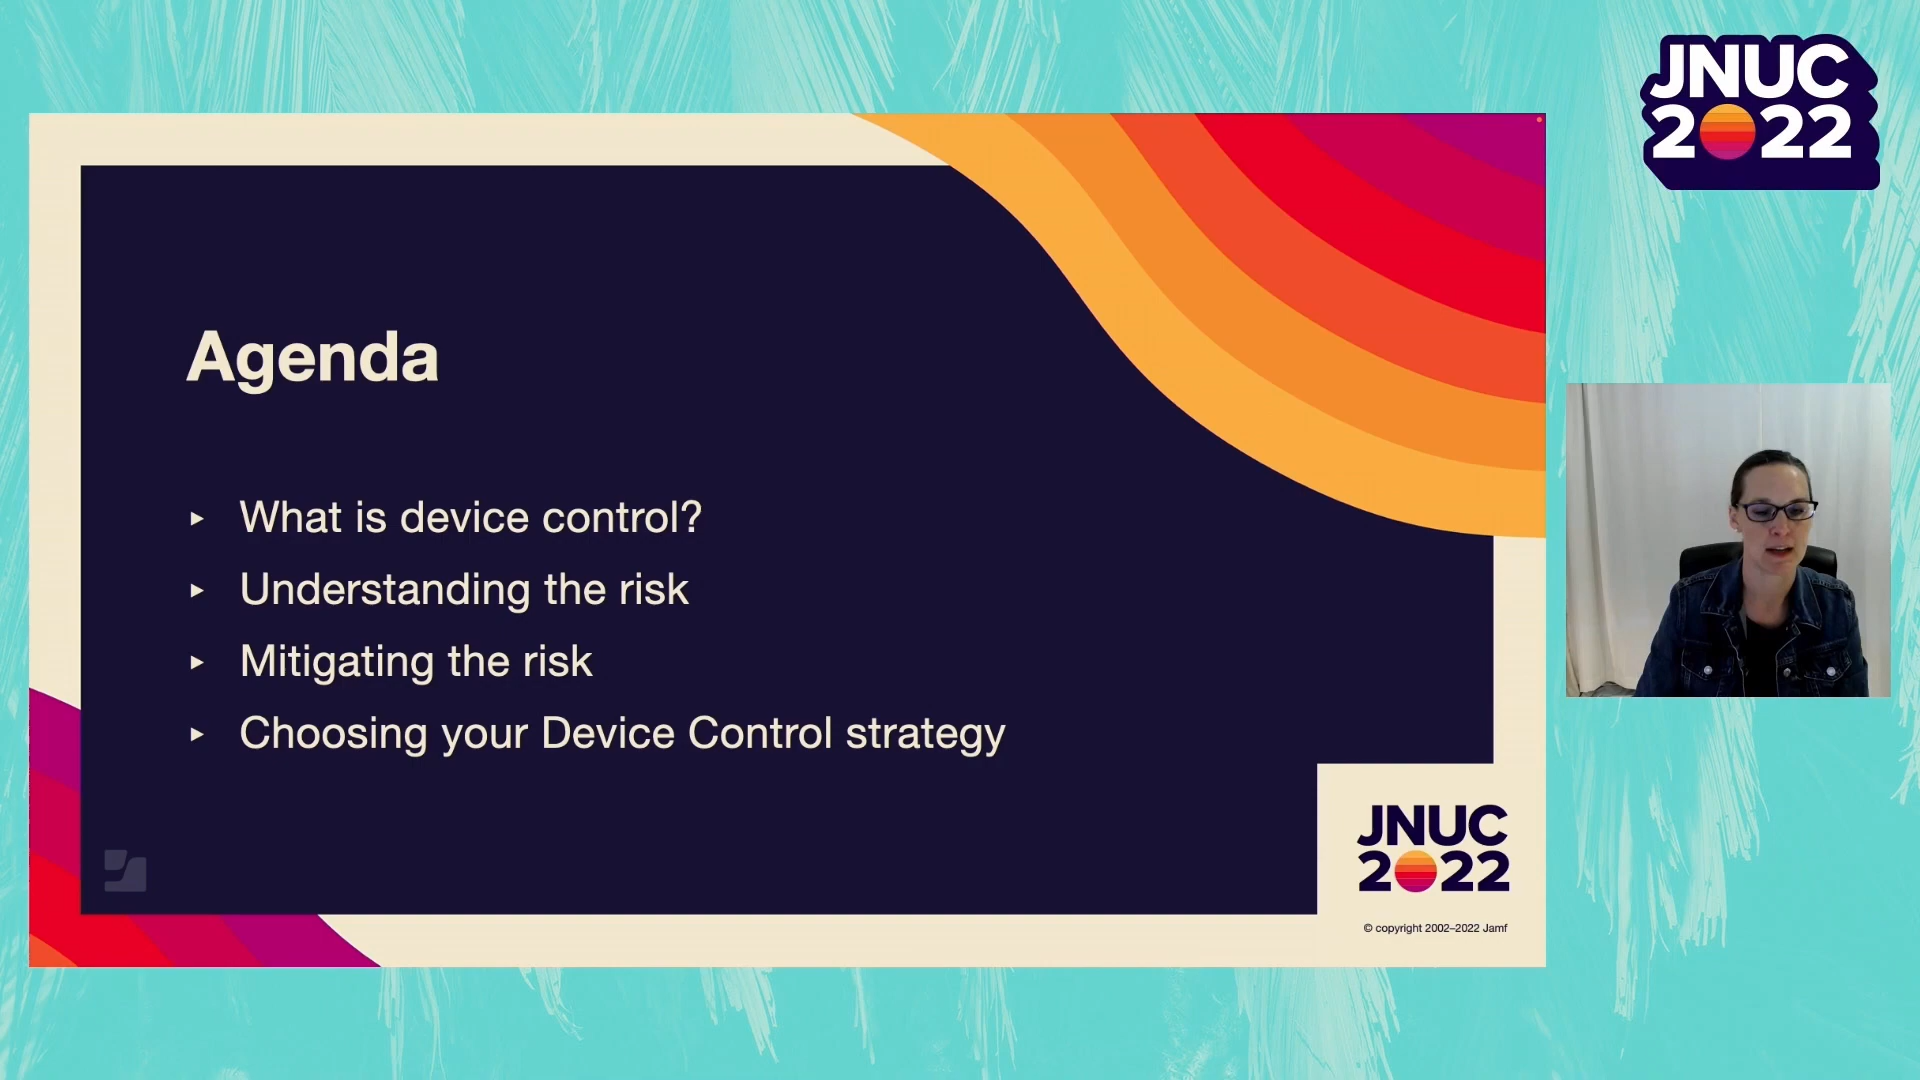 JNUC
2022
Agenda
▸ What is device control?
▸ Understanding the risk
▸ Mitigating the risk
▸ Choosing your Device Control strategy
JNUC
2022
© copyright 2002–2022 Jamf